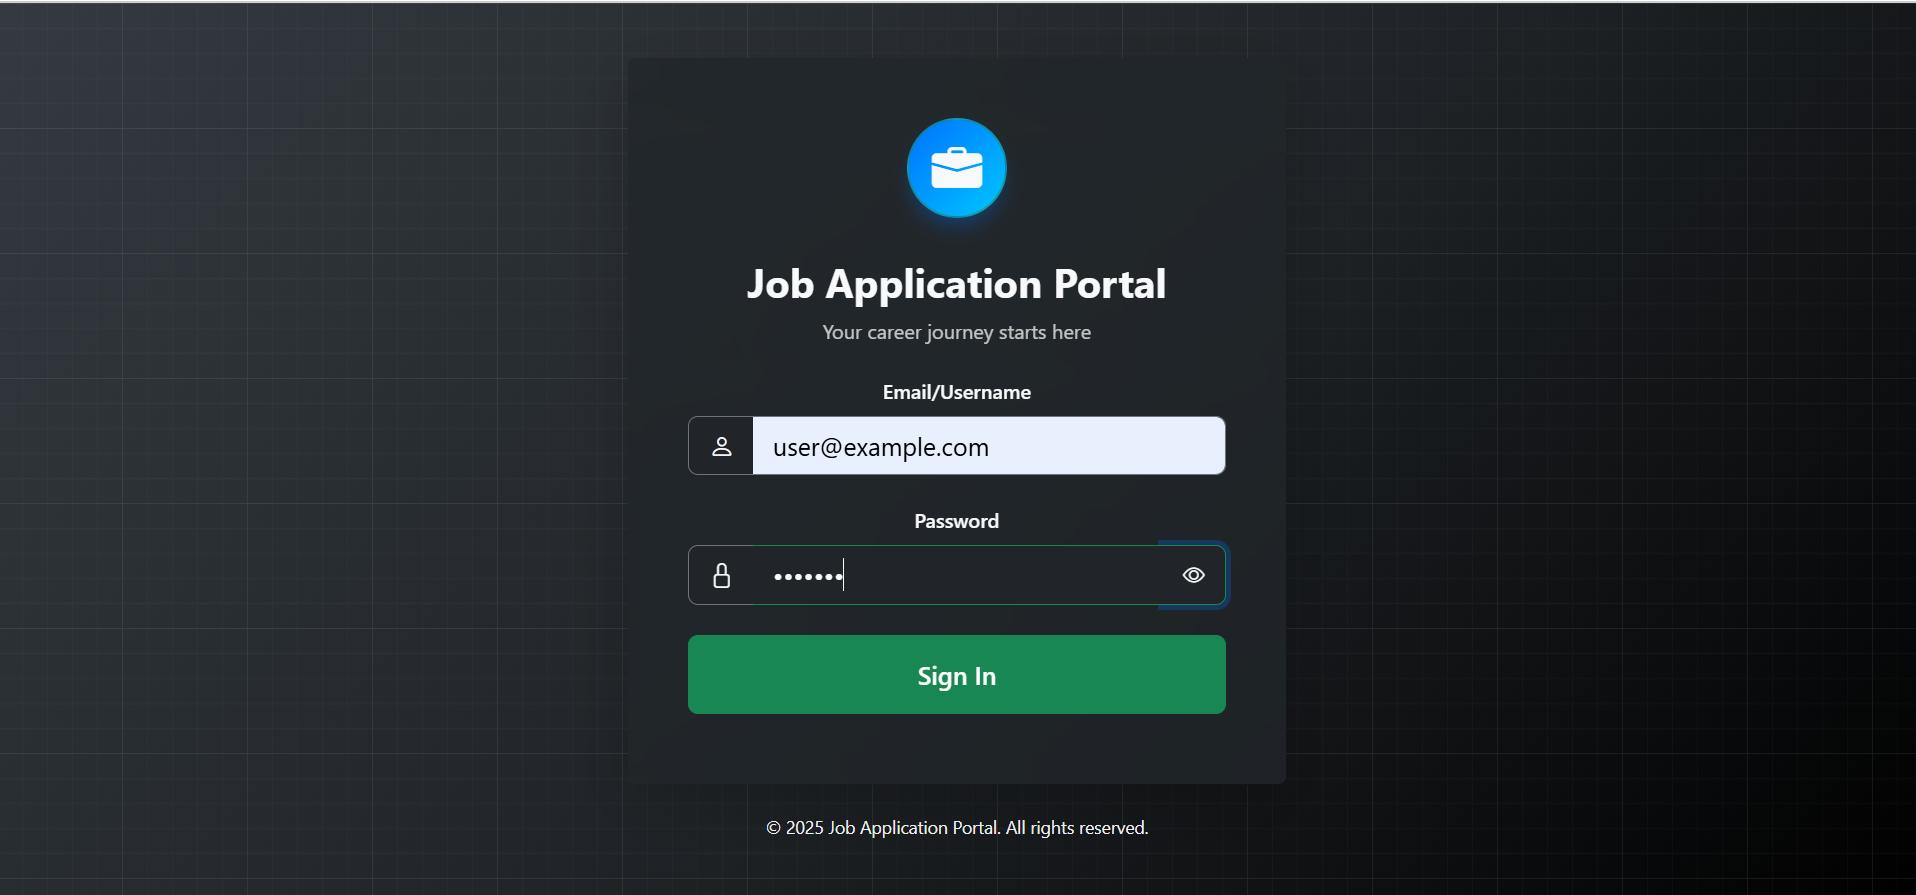 Job Application Portal
Your career journey starts here
Email/Username
user@example.com
Password
•••••••
Sign In
© 2025 Job Application Portal. All rights reserved.